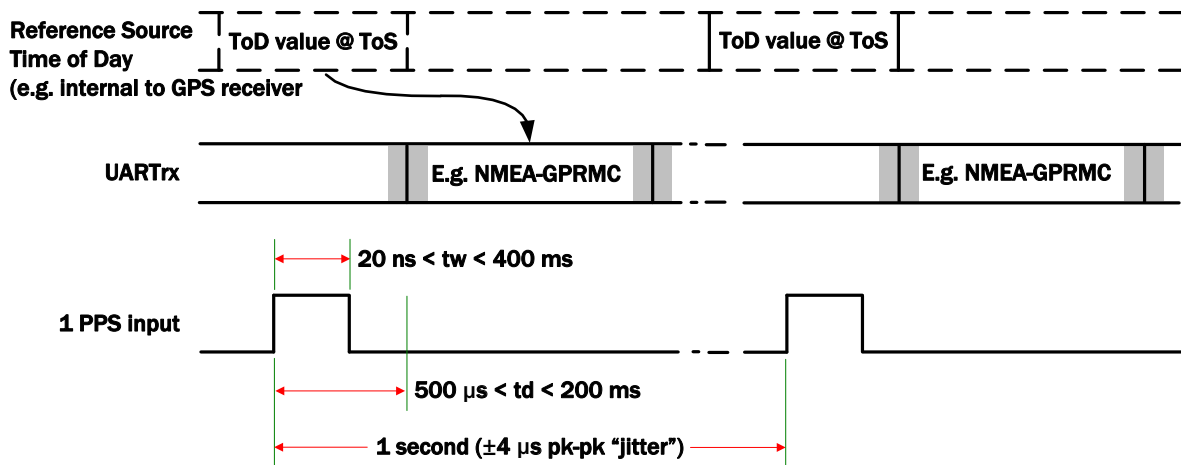 Reference Source
Time of Day
(e.g. internal to GPS receiver
ToD value @ ToS
ToD value @ ToS
UARTrx
E.g. NMEA-GPRMC
E.g. NMEA-GPRMC
20 ns < tw < 400 ms
1 PPS input
500 µs < td < 200 ms
1 second (±4 µs pk-pk “jitter”)